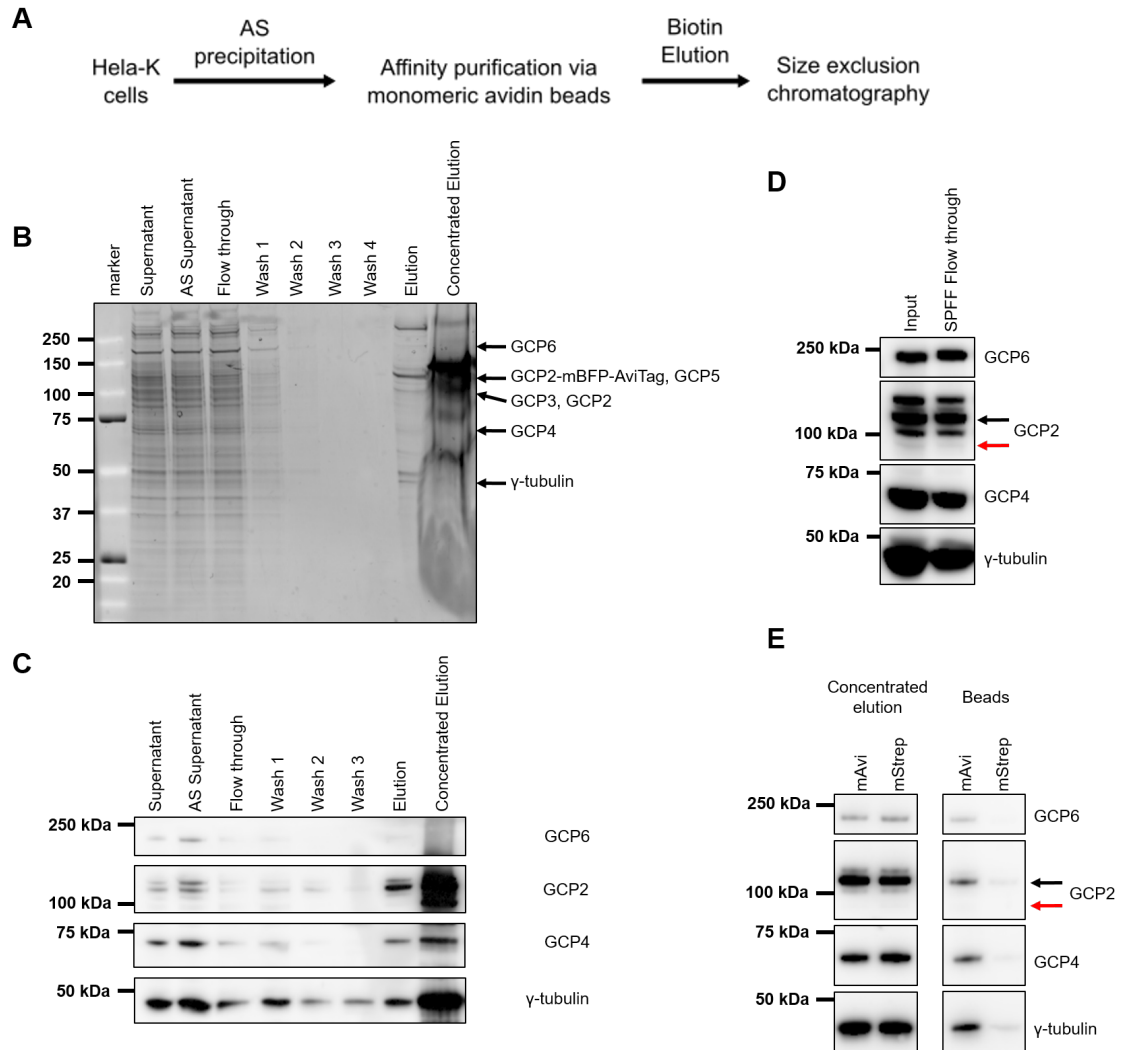 A
Hela-K
cells
AS
precipitation
Affinity purification via
monomeric avidin beads
Biotin
Elution
Size exclusion
chromatography
B
marker
Supernatant
AS Supernatant
Flow through
Wash 1
Wash 2
Wash 3
Wash 4
Elution
Concentrated Elution
250
150
100
75
50
37
25
20
GCP6
GCP2-mBFP-AviTag, GCP5
GCP3, GCP2
GCP4
γ-tubulin
C
Supernatant
AS Supernatant
Flow through
Wash 1
Wash 2
Wash 3
Elution
Concentrated Elution
250 kDa
100 kDa
75 kDa
50 kDa
GCP6
GCP2
GCP4
γ-tubulin
D
Input
SPFF Flow through
250 kDa
100 kDa
75 kDa
50 kDa
GCP6
GCP2
GCP4
γ-tubulin
E
Concentrated
elution
Beads
mAvi
mStrep
mAvi
mStrep
250 kDa
100 kDa
75 kDa
50 kDa
GCP6
GCP2
GCP4
γ-tubulin